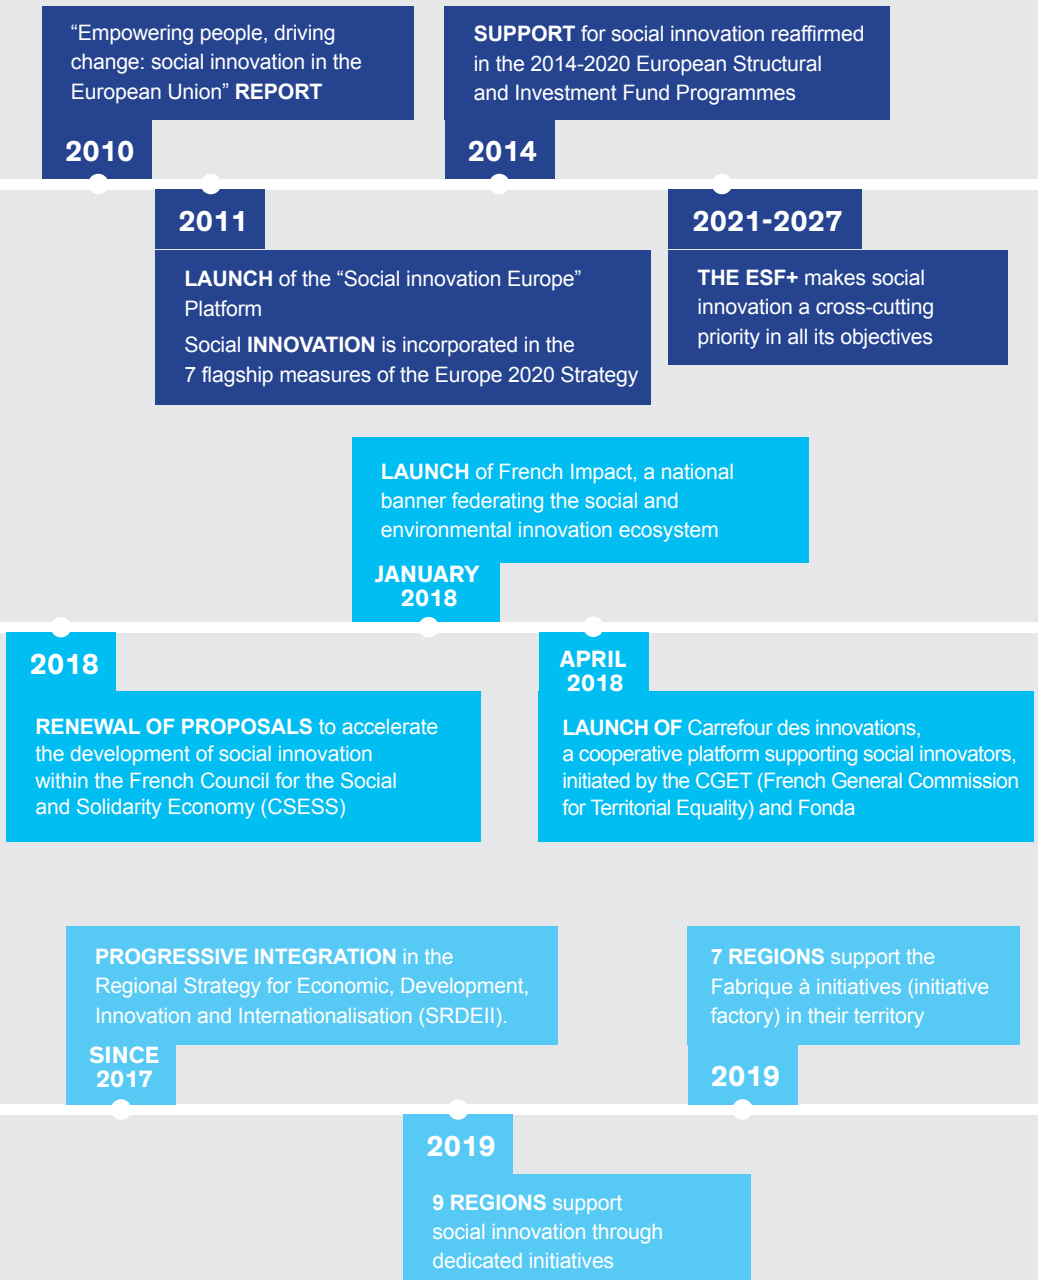 “Empowering people, driving
change: social innovation in the
European Union” REPORT
2010
SUPPORT for social innovation reaffirmed
in the 2014-2020 European Structural
and Investment Fund Programmes
2014
2011
LAUNCH of the “Social innovation Europe”
Platform
Social INNOVATION is incorporated in the
7 flagship measures of the Europe 2020 Strategy
2021-2027
THE ESF+ makes social
innovation a cross-cutting
priority in all its objectives
LAUNCH of French Impact, a national
banner federating the social and
environmental innovation ecosystem
JANUARY
2018
2018
RENEWAL OF PROPOSALS to accelerate
the development of social innovation
within the French Council for the Social
and Solidarity Economy (CSESS)
APRIL
2018
LAUNCH OF Carrefour des innovations,
a cooperative platform supporting social innovators,
initiated by the CGET (French General Commission
for Territorial Equality) and Fonda
PROGRESSIVE INTEGRATION in the
Regional Strategy for Economic, Development,
Innovation and Internationalisation (SRDEII).
SINCE
2017
7 REGIONS support the
Fabrique à initiatives (initiative
factory) in their territory
2019
2019
9 REGIONS support
social innovation through
dedicated initiatives